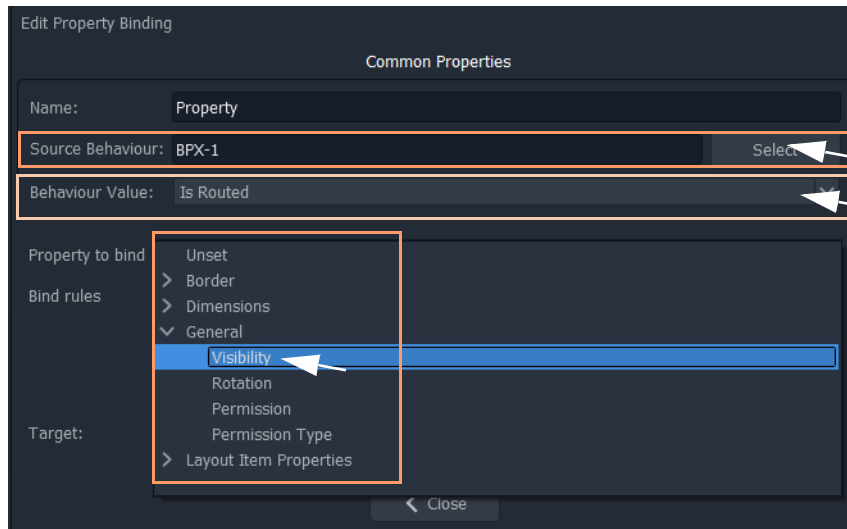 Edit Property Binding
Common Properties
Name: Property
Source Behaviour: BPX-1 Select
Behaviour Value: Is Routed
Property to bind Unset
Border
Bind rules
Dimensions
General
Visibility
Rotation
Permission
Target: Permission Type
Layout Item Properties
Close